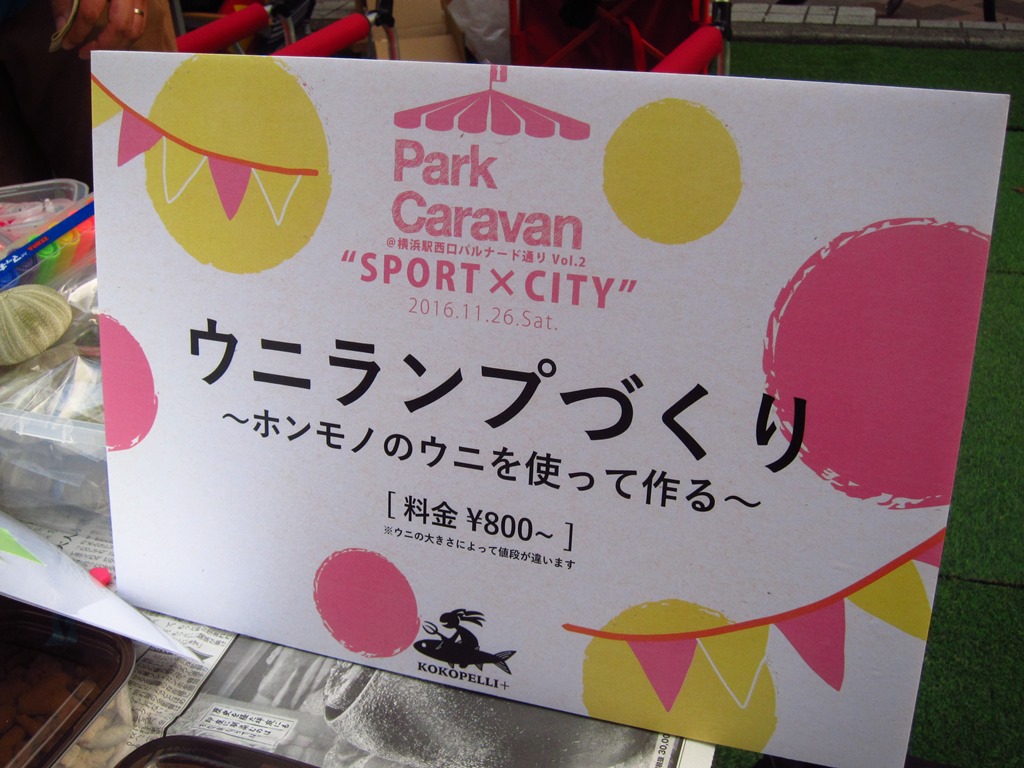 Park
Caravan
@横浜駅西口パルナード通り Vol.2
“SPORT×CITY”
2016.11.26.Sat.
ウニランプづくり
～ホンモノのウニを使って作る～
[ 料金 ¥800~ ]
※ウニの大きさによって値段が違います
KOKOPELLI+